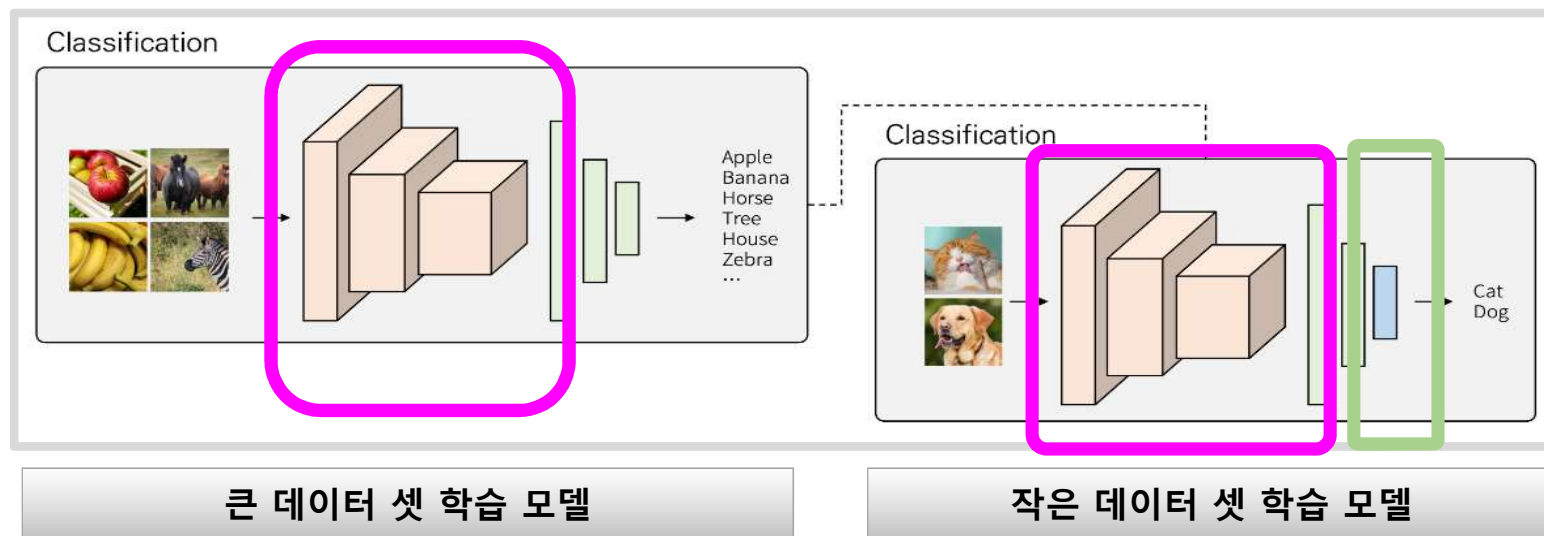 Classification
Apple
Banana
Horse
Tree
House
Zebra
...
Classification
Cat
Dog
큰 데이터 셋 학습 모델
작은 데이터 셋 학습 모델